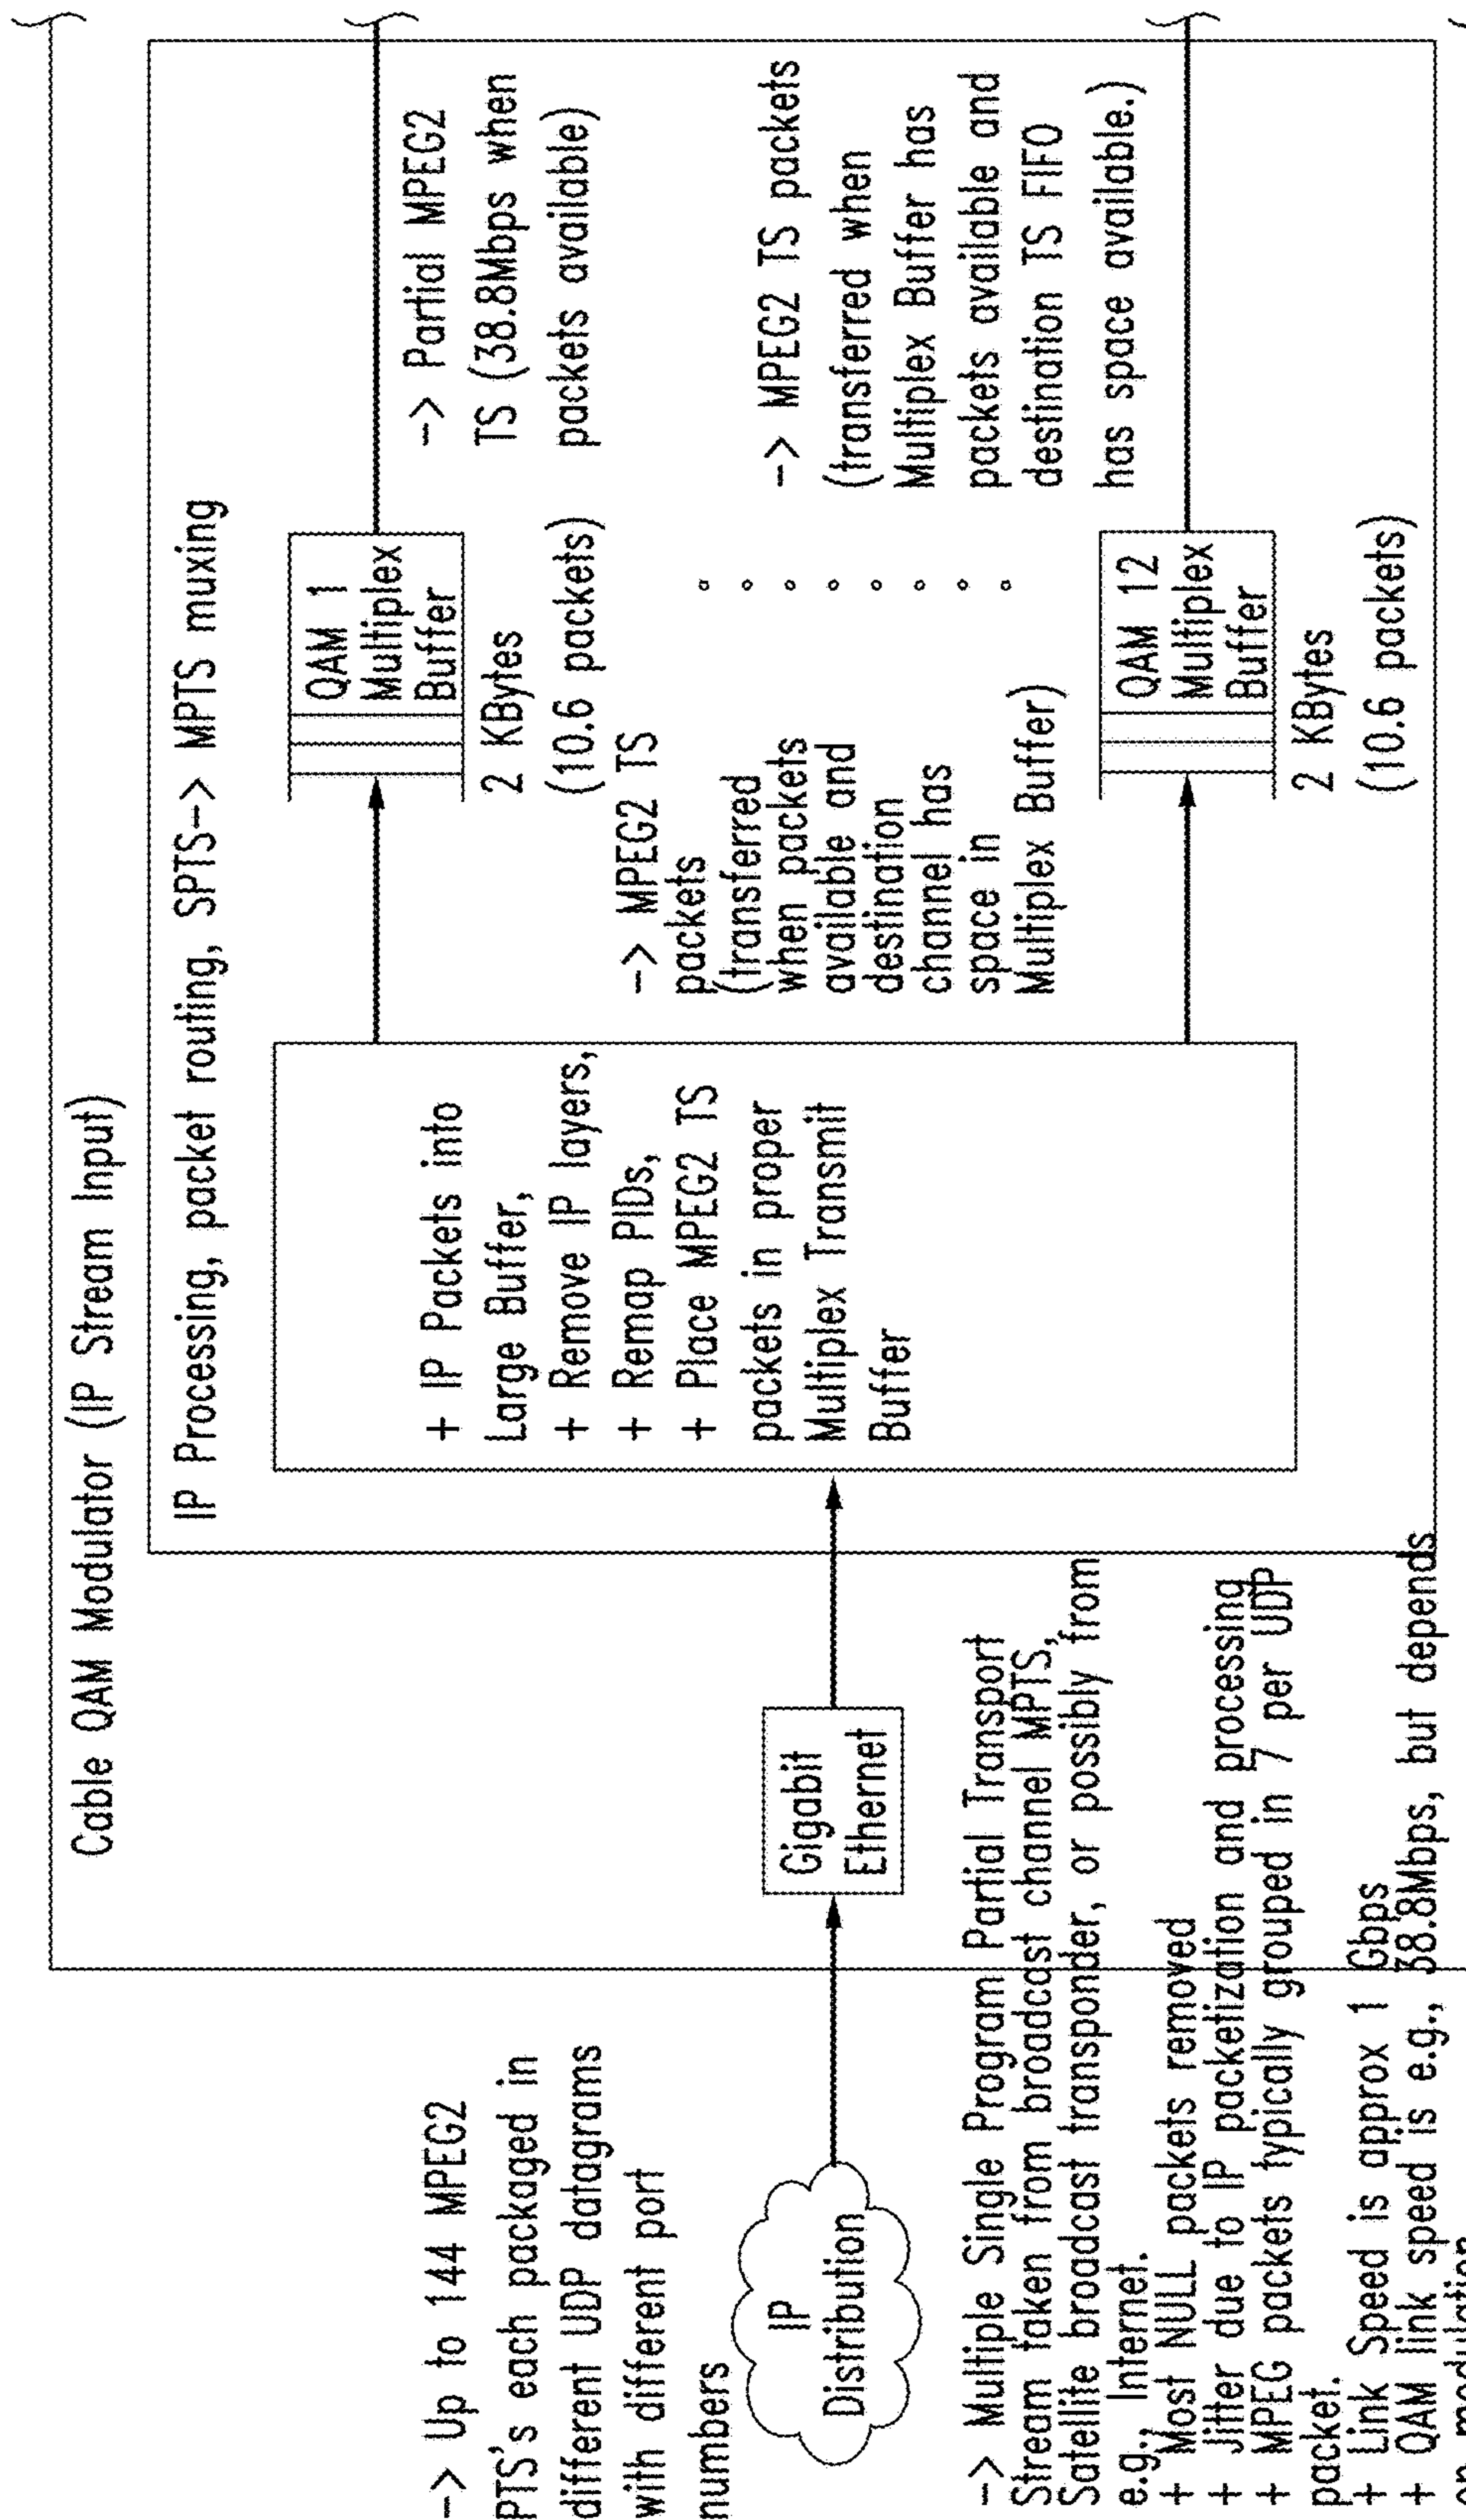 Cable QAM Modulator (IP Stream Input)
IP Processing, packet routing, SPTS-> MPTS muxing
-> Up to 144 MPEG2
PTS's each packaged in
different UDP datagrams
with different port
numbers
IP
Distribution
Gigabit
Ethernet
-> Multiple Single Program Partial Transport
Stream taken from broadcast channel MPTS,
Satellite broadcast transponder, or possibly from
e.g., Internet.
+ Most NULL packets removed
+ Jitter due to IP packetization and processing
+ MPEG packets typically grouped in 7 per UDP
packet.
+ Link Speed is approx 1 Gbps
+ QAM link speed is e.g., 38.8Mbps, but depends
on modulation
+ IP Packets into
Large Buffer,
+ Remove IP layers,
+ Remap PIDs,
+ Place MPEG2 TS
packets in proper
Multiplex Transmit
Buffer
QAM 1
Multiplex
Buffer
2 KBytes
(10.6 packets)
-> MPEG2 TS
packets
(transferred
when packets
available and
destination
channel has
space in
Multiplex Buffer)
QAM 12
Multiplex
Buffer
2 KBytes
(10.6 packets)
-> Partial MPEG2
TS (38.8Mbps when
packets available)
-> MPEG2 TS packets
(transferred when
Multiplex Buffer has
packets available and
destination TS FIFO
has space available.)